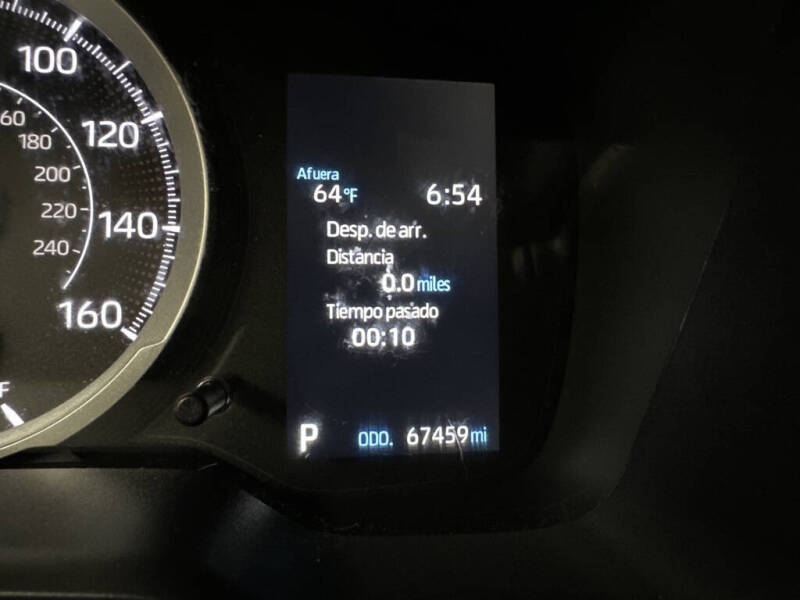 100
120
140
160
60
180
200
220
240
F
Afuera
64°F 6:54
Desp. de arr.
Distancia
0.0 miles
Tiempo pasado
00:10
P ODO. 67459 mi